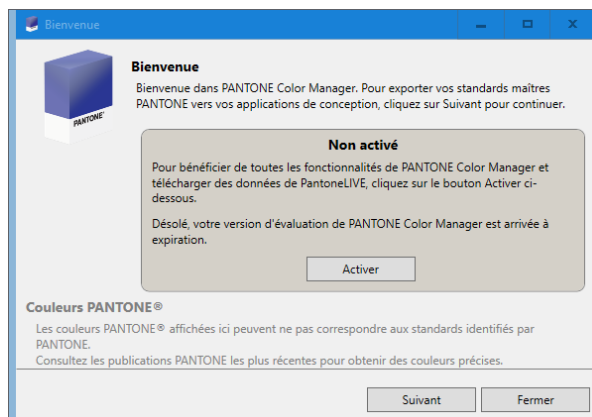 Bienvenue
Bienvenue
Bienvenue dans PANTONE Color Manager. Pour exporter vos standards maîtres
PANTONE vers vos applications de conception, cliquez sur Suivant pour continuer.
PANTONE®
Non activé
Pour bénéficier de toutes les fonctionnalités de PANTONE Color Manager et
télécharger des données de PantoneLIVE, cliquez sur le bouton Activer ci-
dessous.
Désolé, votre version d'évaluation de PANTONE Color Manager est arrivée à
expiration.
Activer
Couleurs PANTONE®
Les couleurs PANTONE® affichées ici peuvent ne pas correspondre aux standards identifiés par
PANTONE.
Consultez les publications PANTONE les plus récentes pour obtenir des couleurs précises.
Suivant
Fermer